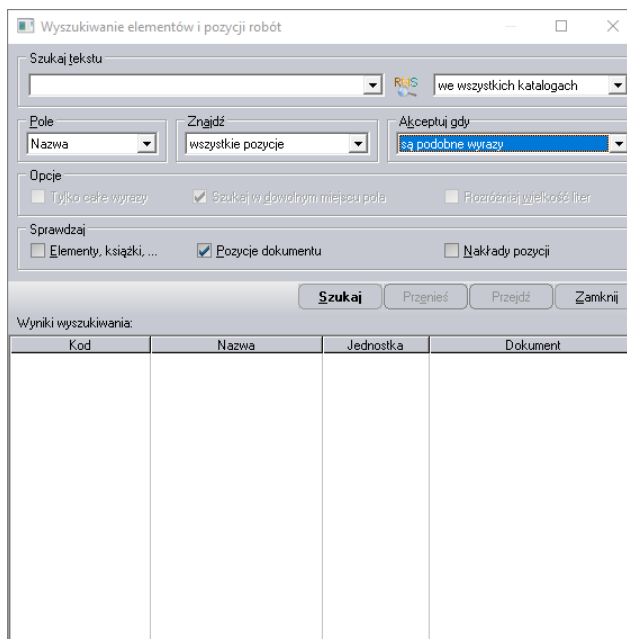 Wyszukiwanie elementów i pozycji robót
Szukaj tekstu
RWS
we wszystkich katalogach
Pole
Znajdź
Akceptuj gdy
Nazwa
wszystkie pozycje
są podobne wyrazy
Opcje
Tylko całe wyrazy
Szukaj w dowolnym miejscu pola
Rozróżniaj wielkość liter
Sprawdzaj
Elementy, książki, ...
Pozycje dokumentu
Nakłady pozycji
Szukaj
Przenieś
Przejdź
Zamknij
Wyniki wyszukiwania:
Kod
Nazwa
Jednostka
Dokument